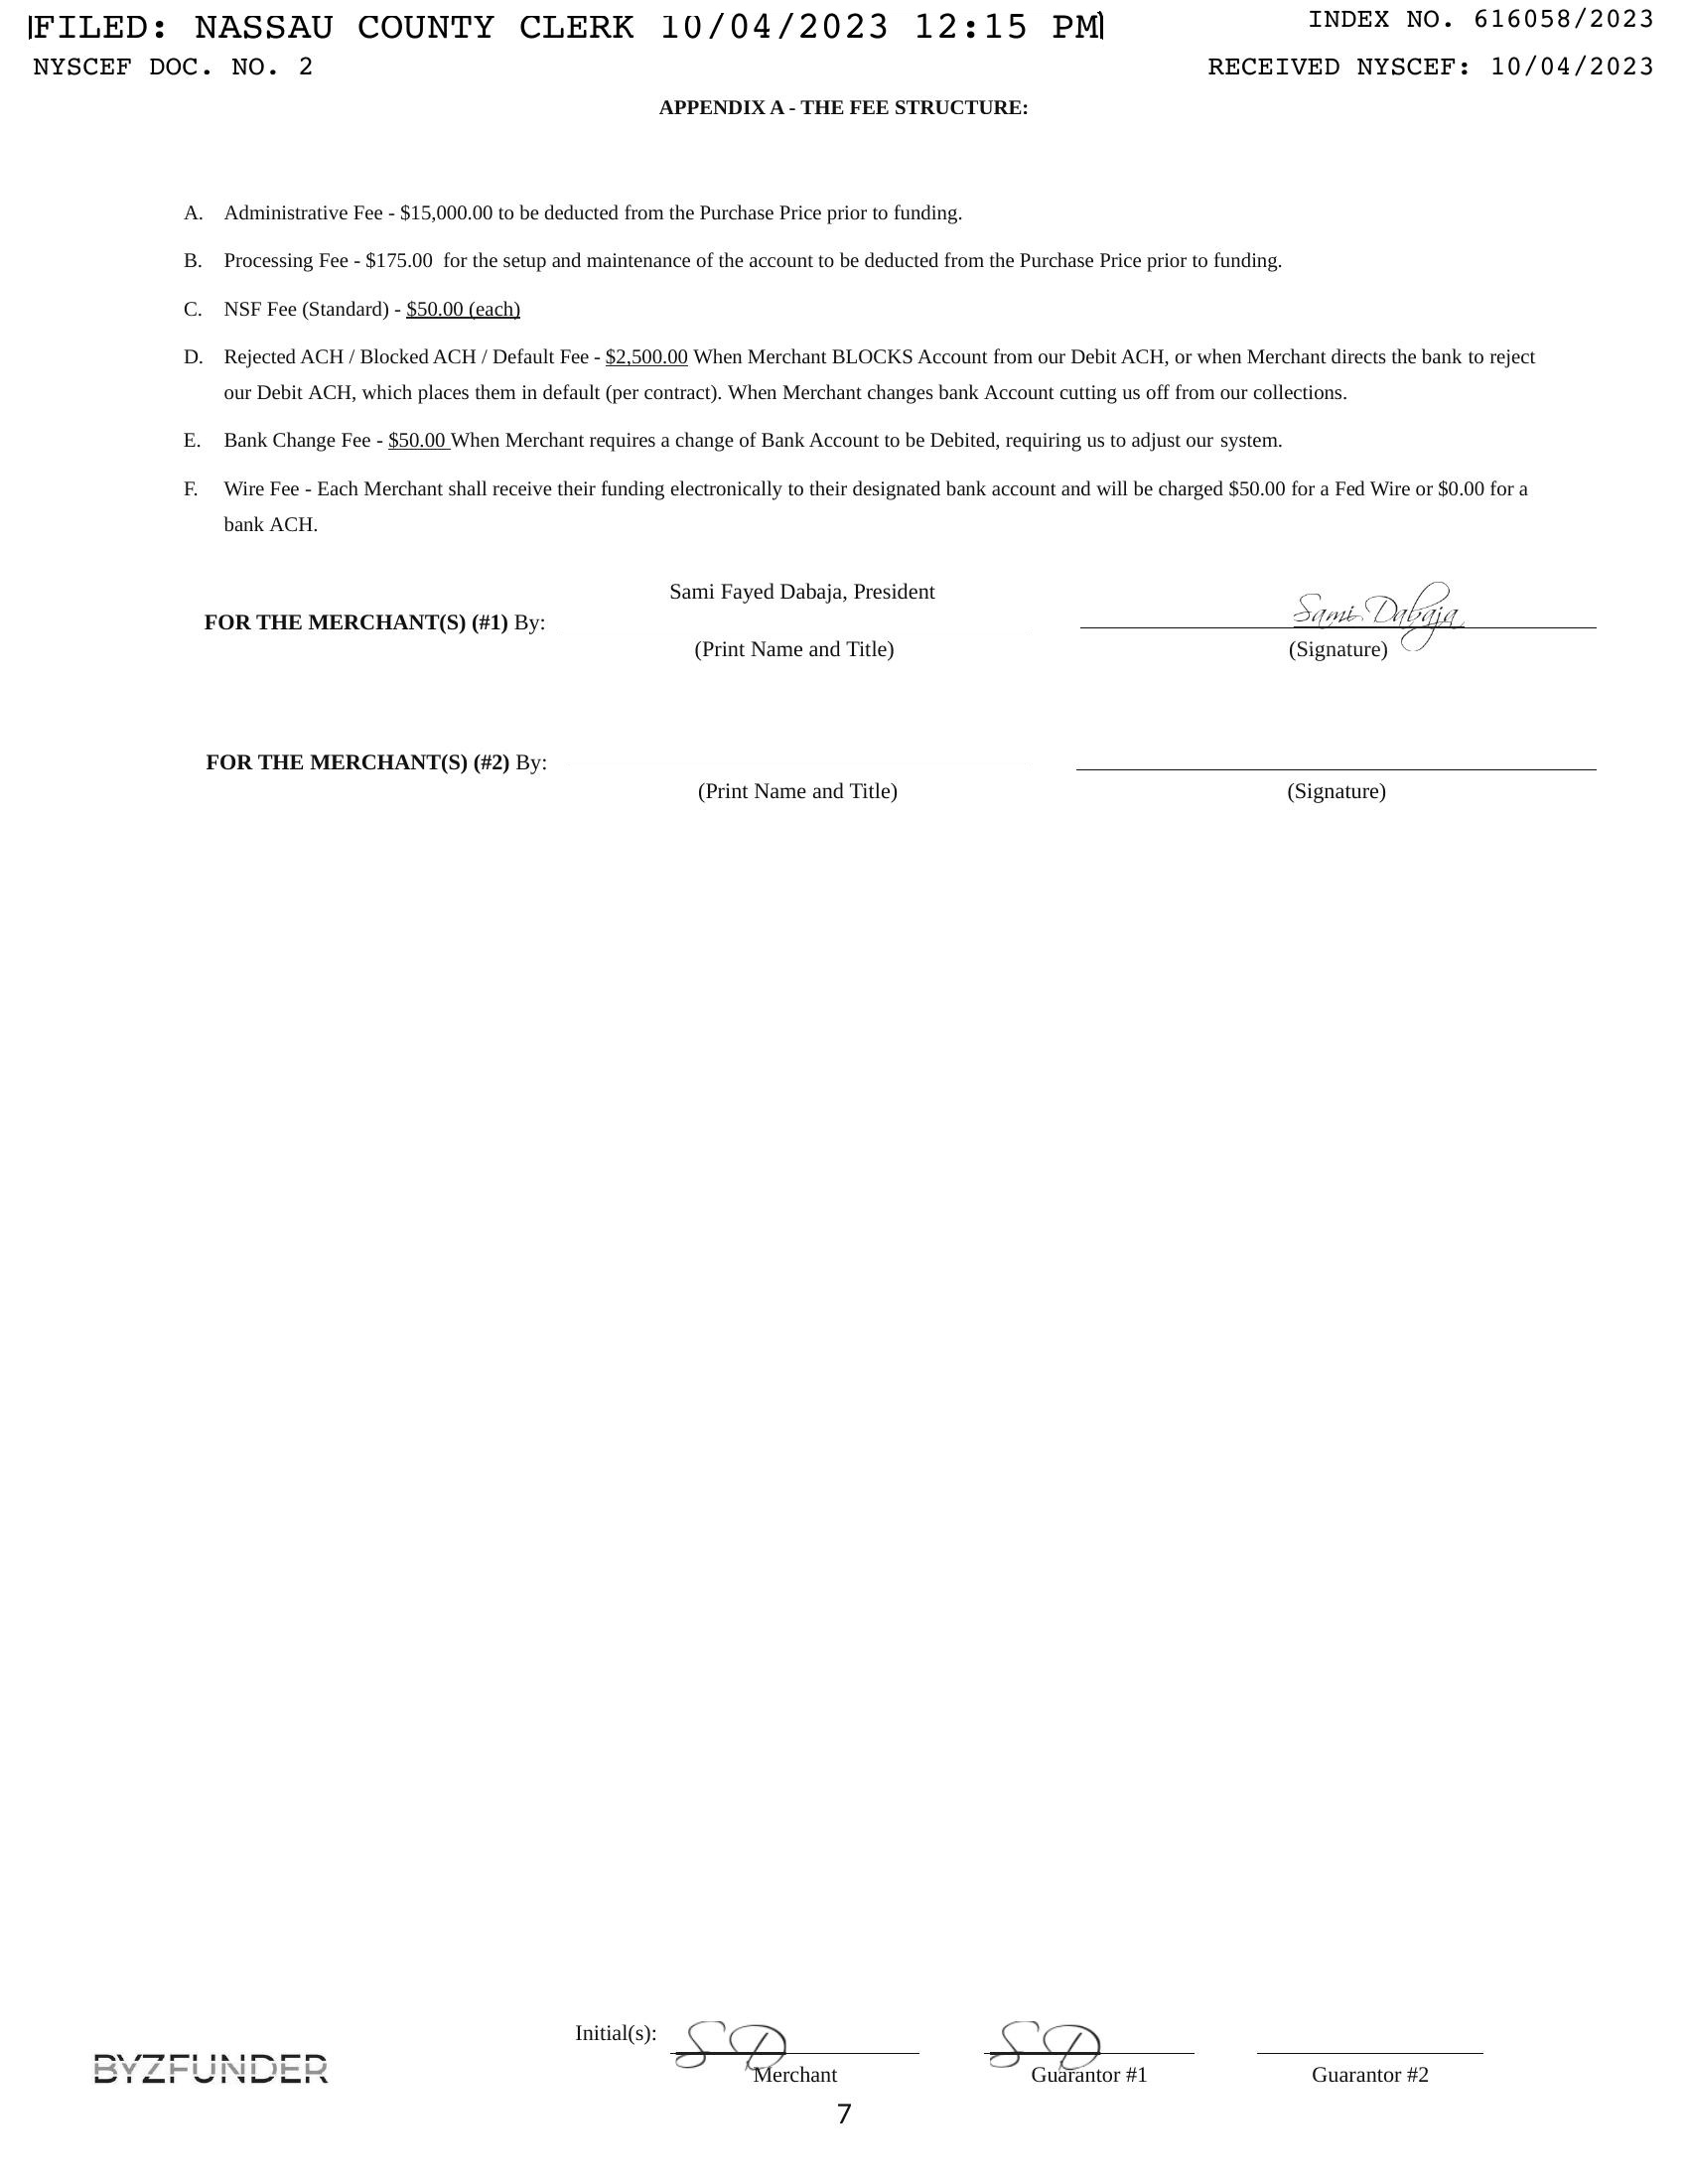 FILED: NASSAU COUNTY CLERK 10/04/2023 12:15 PM
INDEX NO. 616058/2023
NYSCEF DOC. NO. 2
RECEIVED NYSCEF: 10/04/2023
APPENDIX A - THE FEE STRUCTURE:
A. Administrative Fee - $15,000.00 to be deducted from the Purchase Price prior to funding.
B. Processing Fee - $175.00 for the setup and maintenance of the account to be deducted from the Purchase Price prior to funding.
C. NSF Fee (Standard) - $50.00 (each)
D. Rejected ACH / Blocked ACH / Default Fee - $2,500.00 When Merchant BLOCKS Account from our Debit ACH, or when Merchant directs the bank to reject
our Debit ACH, which places them in default (per contract). When Merchant changes bank Account cutting us off from our collections.
E. Bank Change Fee - $50.00 When Merchant requires a change of Bank Account to be Debited, requiring us to adjust our system.
F. Wire Fee - Each Merchant shall receive their funding electronically to their designated bank account and will be charged $50.00 for a Fed Wire or $0.00 for a
bank ACH.
Sami Fayed Dabaja, President
FOR THE MERCHANT(S) (#1) By: Sami Dabaja
(Print Name and Title) (Signature)
FOR THE MERCHANT(S) (#2) By:
(Print Name and Title) (Signature)
Initial(s): SD SD
BYZFUNDER
Merchant Guarantor #1 Guarantor #2
7